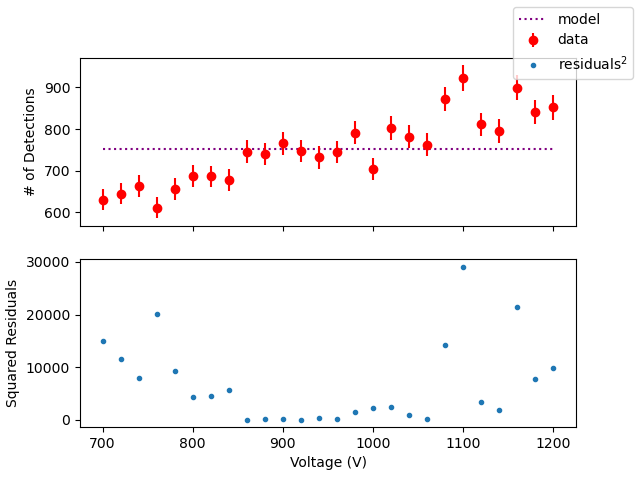 model
data
residuals²
900
800
700
600
# of Detections
30000
20000
10000
0
Squared Residuals
700 800 900 1000 1100 1200
Voltage (V)